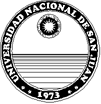 UNIVERSIDAD NACIONAL DE SAN JUAN
1973